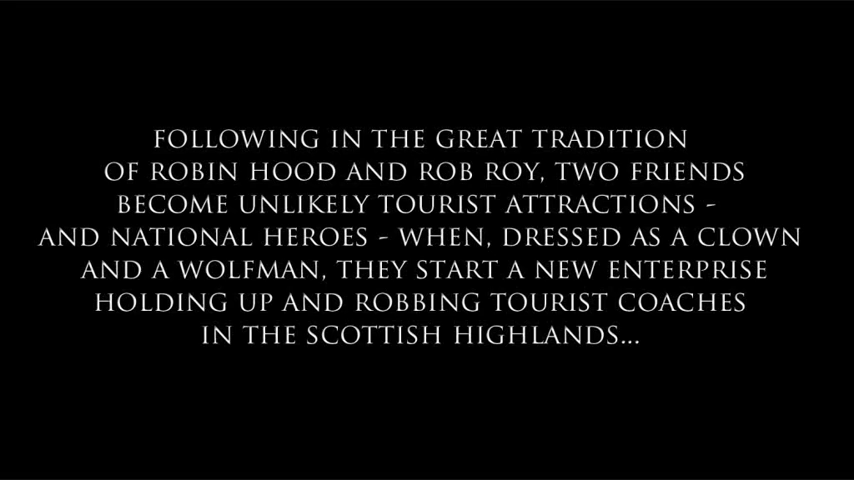 FOLLOWING IN THE GREAT TRADITION
OF ROBIN HOOD AND ROB ROY, TWO FRIENDS
BECOME UNLIKELY TOURIST ATTRACTIONS -
AND NATIONAL HEROES - WHEN, DRESSED AS A CLOWN
AND A WOLFMAN, THEY START A NEW ENTERPRISE
HOLDING UP AND ROBBING TOURIST COACHES
IN THE SCOTTISH HIGHLANDS...